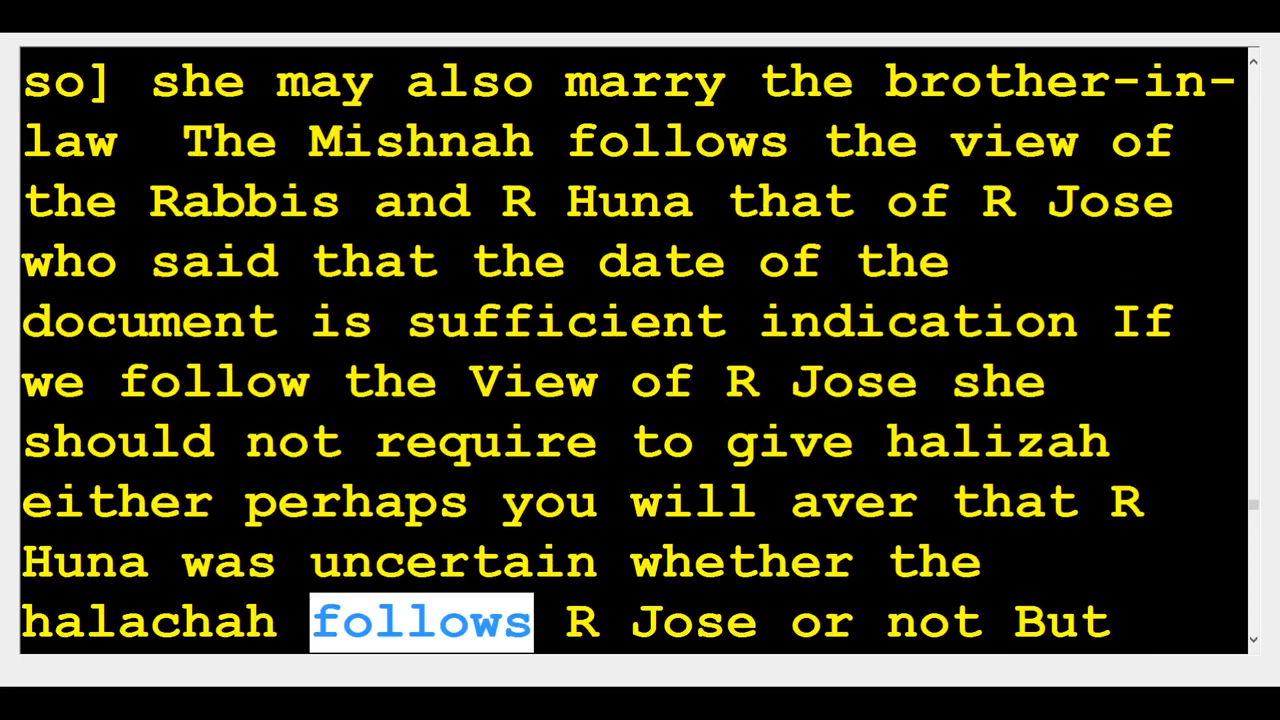 so] she may also marry the brother-in-
law  The Mishnah follows the view of
the Rabbis and R Huna that of R Jose
who said that the date of the
document is sufficient indication If
we follow the View of R Jose she
should not require to give halizah
either perhaps you will aver that R
Huna was uncertain whether the
halachah follows R Jose or not But